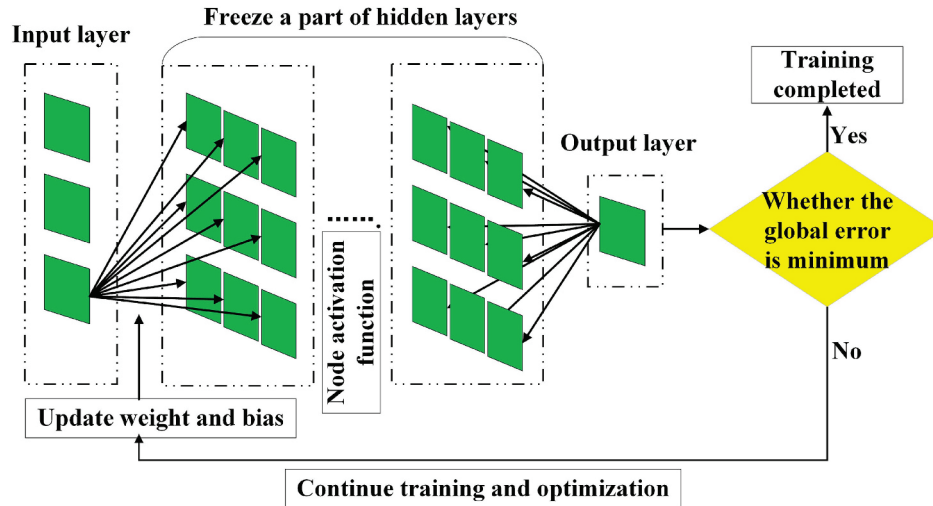 Freeze a part of hidden layers
Input layer
Training
completed
Output layer
Yes
Whether the
global error
is minimum
.......
Node activation
function
No
Update weight and bias
Continue training and optimization